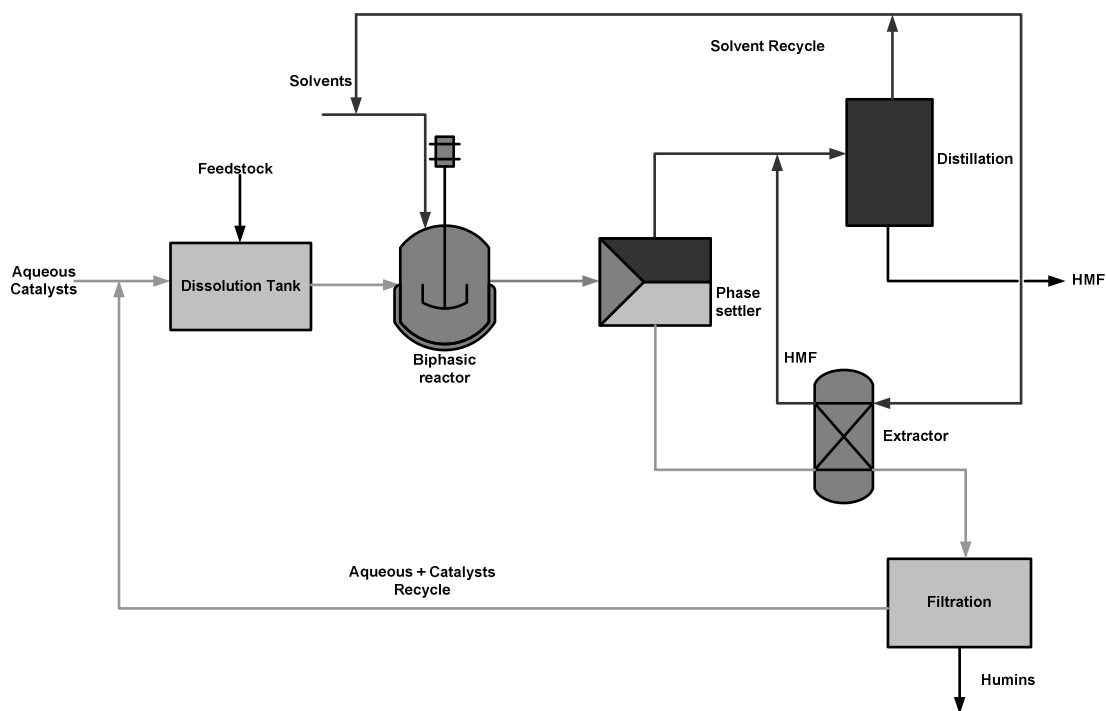 Solvent Recycle
Solvents
Distillation
Feedstock
Aqueous
Catalysts
Dissolution Tank
HMF
Phase
settler
Biphasic
reactor
HMF
Extractor
Aqueous + Catalysts
Recycle
Filtration
Humins